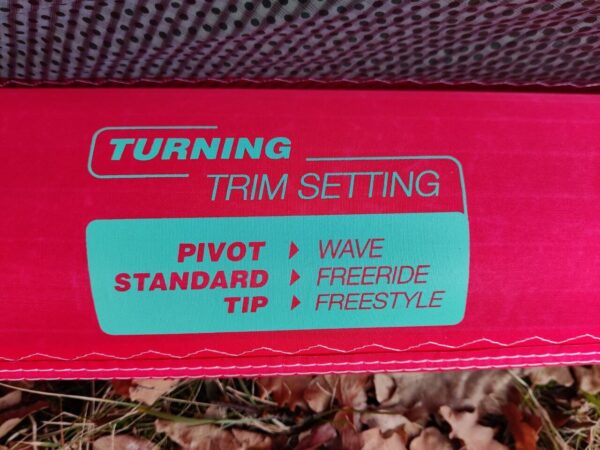 TURNING
TRIM SETTING
PIVOT ▸ WAVE
STANDARD ▸ FREERIDE
TIP ▸ FREESTYLE